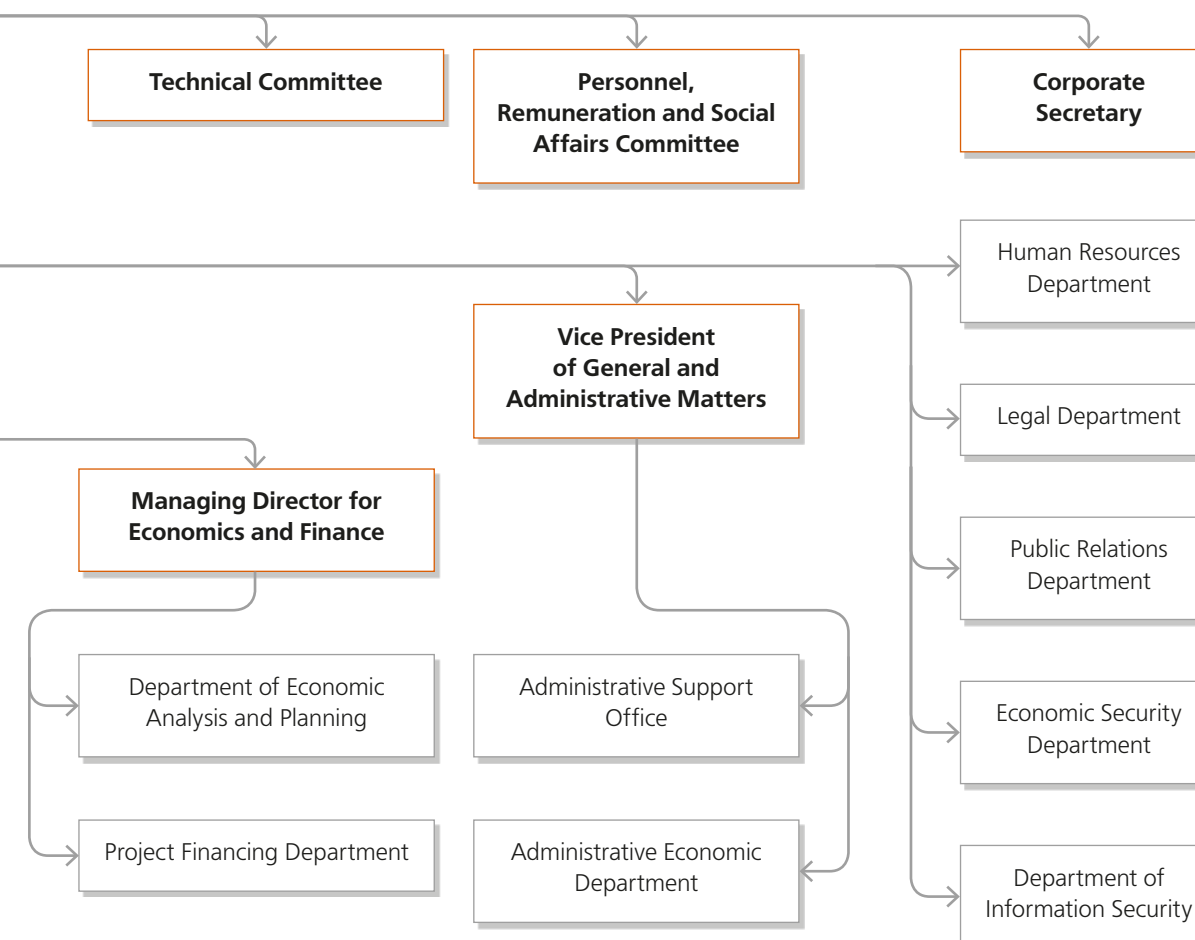 Technical Committee
Personnel,
Remuneration and Social
Affairs Committee
Corporate
Secretary
Human Resources
Department
Vice President
of General and
Administrative Matters
Legal Department
Managing Director for
Economics and Finance
Public Relations
Department
Department of Economic
Analysis and Planning
Administrative Support
Office
Economic Security
Department
Project Financing Department
Administrative Economic
Department
Department of
Information Security